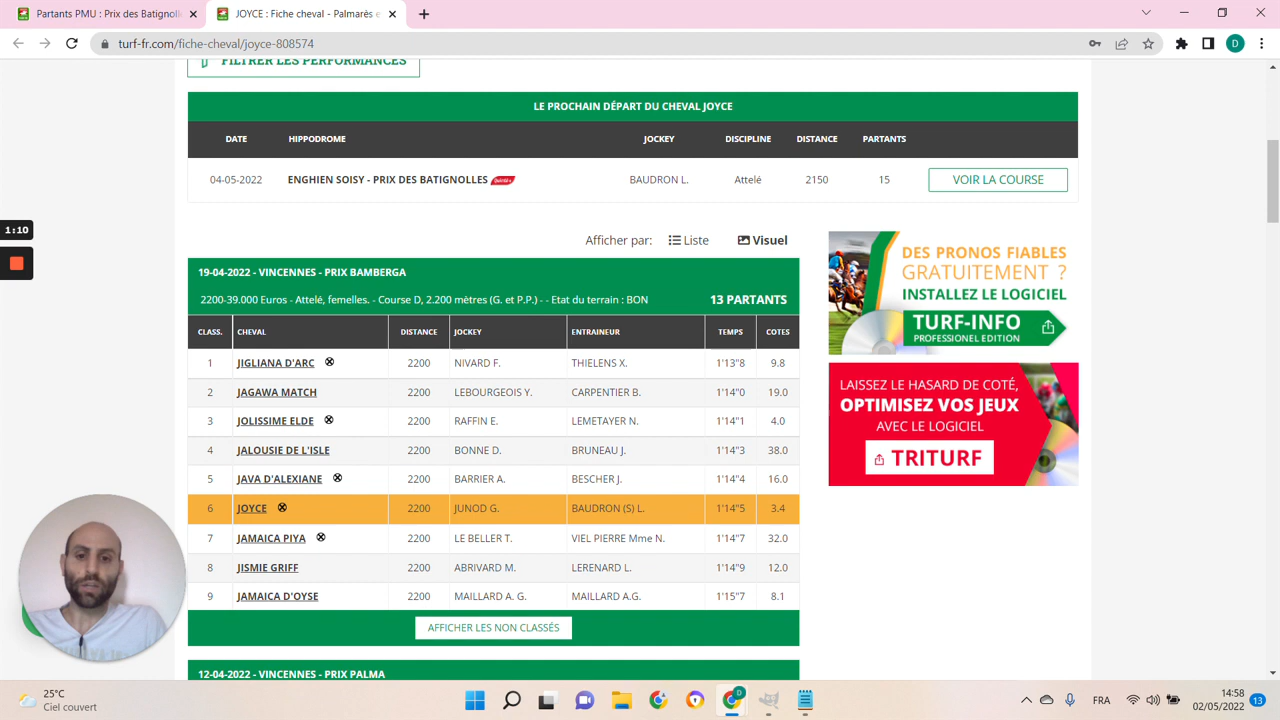 Partants PMU : Prix des Batignoll
JOYCE : Fiche cheval - Palmarès et
turf-fr.com/fiche-cheval/joyce-808574
D
FILTRER LES PERFORMANCES
LE PROCHAIN DÉPART DU CHEVAL JOYCE
DATE HIPPODROME JOCKEY DISCIPLINE DISTANCE PARTANTS
04-05-2022 ENGHIEN SOISY - PRIX DES BATIGNOLLES BAUDRON L. Attelé 2150 15 VOIR LA COURSE
1:10
Afficher par: Liste Visuel
19-04-2022 - VINCENNES - PRIX BAMBERGA
2200-39.000 Euros - Attelé, femelles. - Course D, 2.200 mètres (G. et P.P.) - - Etat du terrain : BON 13 PARTANTS
CLASS. CHEVAL DISTANCE JOCKEY ENTRAINEUR TEMPS COTES
1 JIGLIANA D'ARC 2200 NIVARD F. THIELENS X. 1'13"8 9.8
2 JAGAWA MATCH 2200 LEBOURGEOIS Y. CARPENTIER B. 1'14"0 19.0
3 JOLISSIME ELDE 2200 RAFFIN E. LEMETAYER N. 1'14"1 4.0
4 JALOUSIE DE L'ISLE 2200 BONNE D. BRUNEAU J. 1'14"3 38.0
5 JAVA D'ALEXIANE 2200 BARRIER A. BESCHER J. 1'14"4 16.0
6 JOYCE 2200 JUNOD G. BAUDRON (S) L. 1'14"5 3.4
7 JAMAICA PIYA 2200 LE BELLER T. VIEL PIERRE Mme N. 1'14"7 32.0
8 JISMIE GRIFF 2200 ABRIVARD M. LERENARD L. 1'14"9 12.0
9 JAMAICA D'OYSE 2200 MAILLARD A. G. MAILLARD A.G. 1'15"7 8.1
AFFICHER LES NON CLASSÉS
12-04-2022 - VINCENNES - PRIX PALMA
DES PRONOS FIABLES
GRATUITEMENT ?
INSTALLEZ LE LOGICIEL
TURF-INFO
PROFESSIONEL EDITION
LAISSEZ LE HASARD DE COTÉ,
OPTIMISEZ VOS JEUX
AVEC LE LOGICIEL
TRITURF
25°C
Ciel couvert
D
FRA
14:58
02/05/2022
13